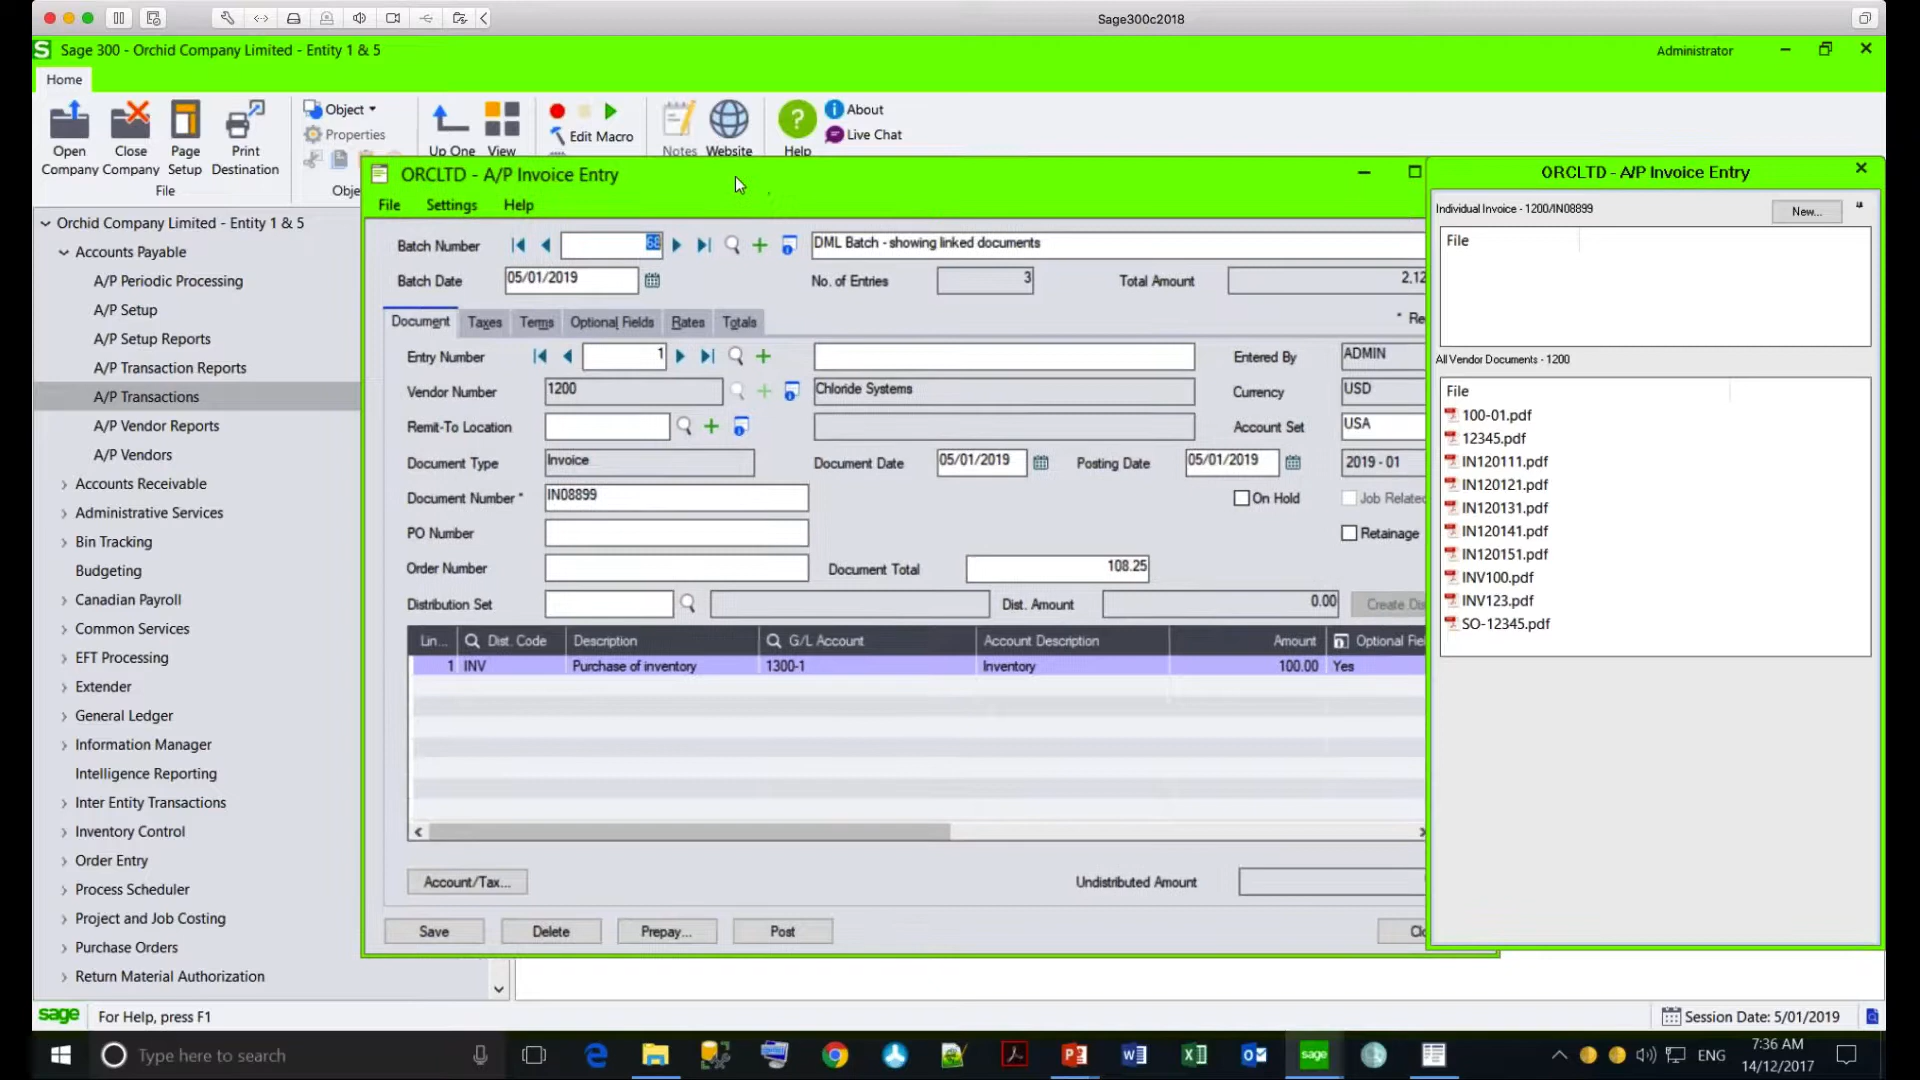 Sage300c2018
Sage 300 - Orchid Company Limited - Entity 1 & 5
Administrator
Home
Open Company
Close Company
Page Setup
Print Destination
File
Object
Properties
Up One
View
Edit Macro
Notes
Website
Help
About
Live Chat
Orchid Company Limited - Entity 1 & 5
Accounts Payable
A/P Periodic Processing
A/P Setup
A/P Setup Reports
A/P Transaction Reports
A/P Transactions
A/P Vendor Reports
A/P Vendors
Accounts Receivable
Administrative Services
Bin Tracking
Budgeting
Canadian Payroll
Common Services
EFT Processing
Extender
General Ledger
Information Manager
Intelligence Reporting
Inter Entity Transactions
Inventory Control
Order Entry
Process Scheduler
Project and Job Costing
Purchase Orders
Return Material Authorization
ORCLTD - A/P Invoice Entry
File Settings Help
Batch Number 68 DML Batch - showing linked documents
Batch Date 05/01/2019 No. of Entries 3 Total Amount 2,12
Document Taxes Terms Optional Fields Rates Totals
Entry Number 1 Entered By ADMIN
Vendor Number 1200 Chloride Systems Currency USD
Remit-To Location Account Set USA
Document Type Invoice Document Date 05/01/2019 Posting Date 05/01/2019 2019 - 01
Document Number * IN08899 On Hold Job Related
PO Number Retainage
Order Number Document Total 108.25
Distribution Set Dist. Amount 0.00 Create Dis
Lin... Dist. Code Description G/L Account Account Description Amount Optional Fie
1 INV Purchase of inventory 1300-1 Inventory 100.00 Yes
Account/Tax... Undistributed Amount
Save Delete Prepay... Post Clo
ORCLTD - A/P Invoice Entry
Individual Invoice - 1200/IN08899 New...
File
All Vendor Documents - 1200
File
100-01.pdf
12345.pdf
IN120111.pdf
IN120121.pdf
IN120131.pdf
IN120141.pdf
IN120151.pdf
INV100.pdf
INV123.pdf
SO-12345.pdf
sage For Help, press F1 Session Date: 5/01/2019
Type here to search
sage
ENG
7:36 AM
14/12/2017